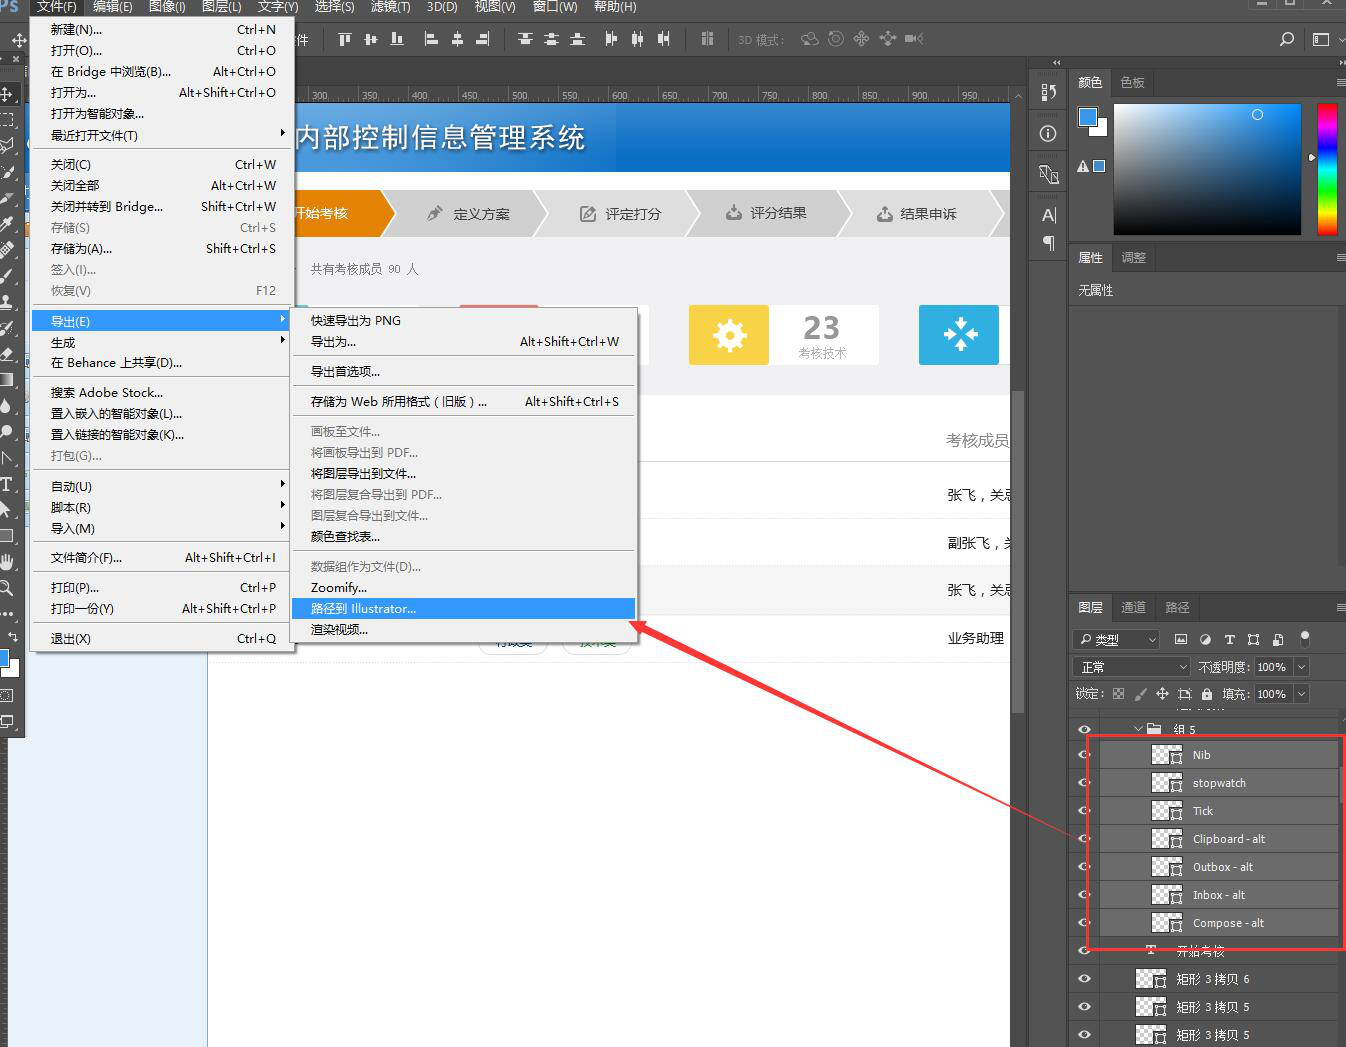 PS 文件(F) 编辑(E) 图像(I) 图层(L) 文字(Y) 选择(S) 滤镜(T) 3D(D) 视图(V) 窗口(W) 帮助(H)
件
3D 模式:
新建(N)... Ctrl+N
打开(O)... Ctrl+O
在 Bridge 中浏览(B)... Alt+Ctrl+O
打开为... Alt+Shift+Ctrl+O
打开为智能对象...
最近打开文件(T)
关闭(C) Ctrl+W
关闭全部 Alt+Ctrl+W
关闭并转到 Bridge... Shift+Ctrl+W
存储(S) Ctrl+S
存储为(A)... Shift+Ctrl+S
签入(I)...
恢复(V) F12
导出(E)
生成
在 Behance 上共享(D)...
搜索 Adobe Stock...
置入嵌入的智能对象(L)...
置入链接的智能对象(K)...
打包(G)...
自动(U)
脚本(R)
导入(M)
文件简介(F)... Alt+Shift+Ctrl+I
打印(P)... Ctrl+P
打印一份(Y) Alt+Shift+Ctrl+P
退出(X) Ctrl+Q
快速导出为 PNG
导出为... Alt+Shift+Ctrl+W
导出首选项...
存储为 Web 所用格式（旧版）... Alt+Shift+Ctrl+S
画板至文件...
将画板导出到 PDF...
将图层导出到文件...
将图层复合导出到 PDF...
图层复合导出到文件...
颜色查找表...
数据组作为文件(D)...
Zoomify...
路径到 Illustrator...
渲染视频...
300 350 400 450 500 550 600 650 700 750 800 850 900 950
内部控制信息管理系统
开始考核 定义方案 评定打分 评分结果 结果申诉
共有考核成员 90 人
23
考核技术
考核成员
张飞，关
副张飞，
张飞，关
业务助理
颜色 色板
属性 调整
无属性
图层 通道 路径
类型
正常 不透明度: 100%
锁定: 填充: 100%
组 5
Nib
stopwatch
Tick
Clipboard - alt
Outbox - alt
Inbox - alt
Compose - alt
开始考核
矩形 3 拷贝 6
矩形 3 拷贝 5
矩形 3 拷贝 5